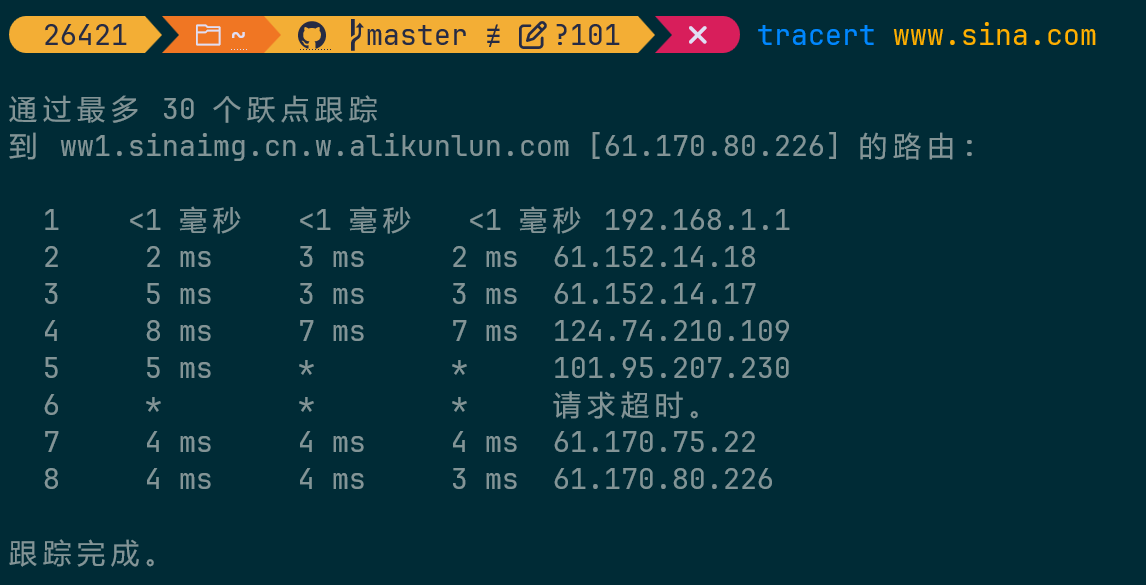 26421 ~ master ≢ ?101 × tracert www.sina.com
通过最多 30 个跃点跟踪
到 ww1.sinaimg.cn.w.alikunlun.com [61.170.80.226] 的路由:
1 <1 毫秒 <1 毫秒 <1 毫秒 192.168.1.1
2 2 ms 3 ms 2 ms 61.152.14.18
3 5 ms 3 ms 3 ms 61.152.14.17
4 8 ms 7 ms 7 ms 124.74.210.109
5 5 ms * * 101.95.207.230
6 * * * 请求超时。
7 4 ms 4 ms 4 ms 61.170.75.22
8 4 ms 4 ms 3 ms 61.170.80.226
跟踪完成。